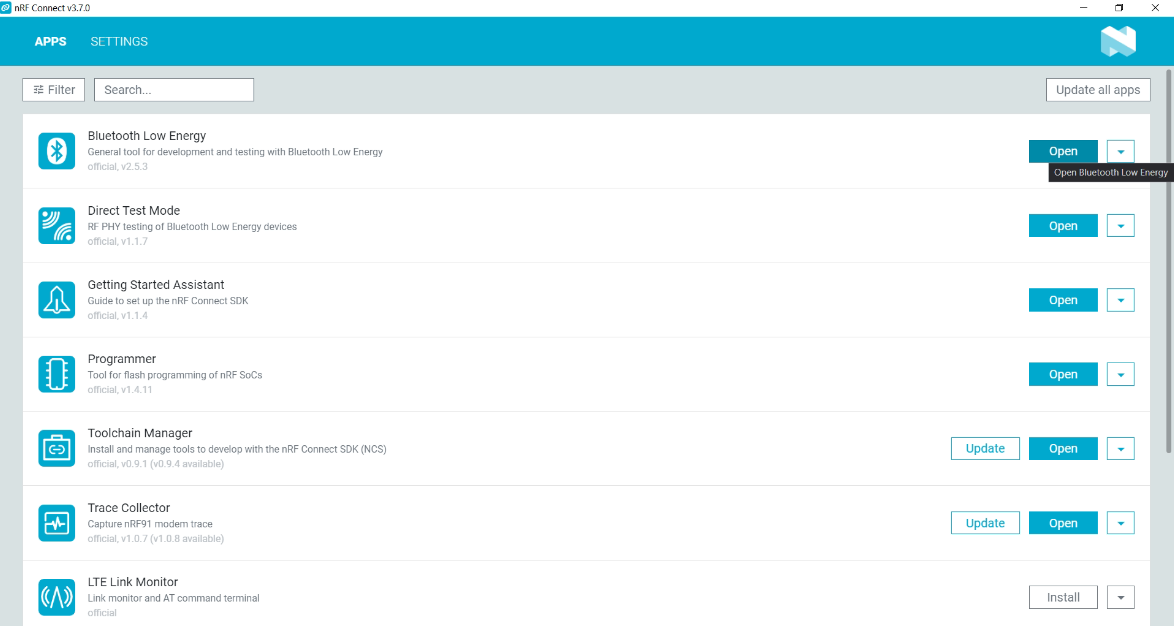 nRF Connect v3.7.0
APPS
SETTINGS
Filter
Search...
Update all apps
Bluetooth Low Energy
General tool for development and testing with Bluetooth Low Energy
official, v2.5.3
Open
Open Bluetooth Low Energy
Direct Test Mode
RF PHY testing of Bluetooth Low Energy devices
official, v1.1.7
Open
Getting Started Assistant
Guide to set up the nRF Connect SDK
official, v1.1.4
Open
Programmer
Tool for flash programming of nRF SoCs
official, v1.4.11
Open
Toolchain Manager
Install and manage tools to develop with the nRF Connect SDK (NCS)
official, v0.9.1 (v0.9.4 available)
Update
Open
Trace Collector
Capture nRF91 modem trace
official, v1.0.7 (v1.0.8 available)
Update
Open
LTE Link Monitor
Link monitor and AT command terminal
official
Install